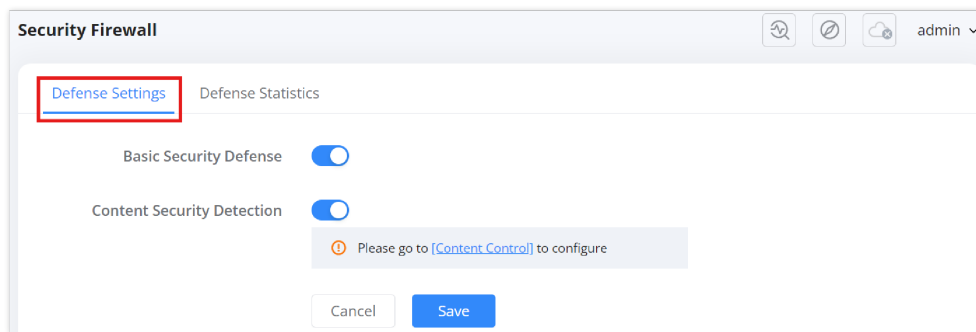 Security Firewall
admin
Defense Settings
Defense Statistics
Basic Security Defense
Content Security Detection
Please go to [Content Control] to configure
Cancel
Save